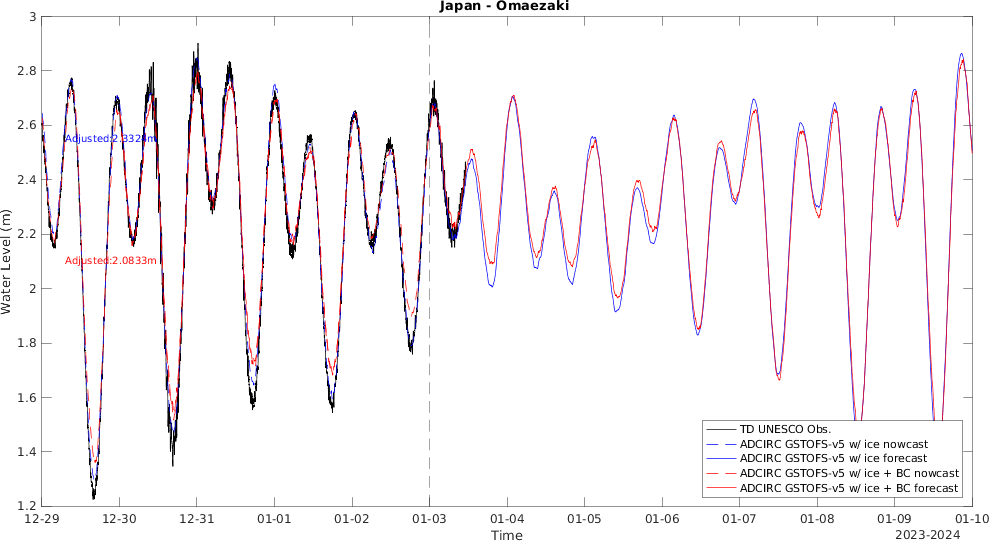 Japan - Omaezaki
3
2.8
2.6
2.4
2.2
2
1.8
1.6
1.4
1.2
Water Level (m)
Adjusted:2.0833m
TD UNESCO Obs.
ADCIRC GSTOFS-v5 w/ ice nowcast
ADCIRC GSTOFS-v5 w/ ice forecast
ADCIRC GSTOFS-v5 w/ ice + BC nowcast
ADCIRC GSTOFS-v5 w/ ice + BC forecast
12-29 12-30 12-31 01-01 01-02 01-03 01-04 01-05 01-06 01-07 01-08 01-09 01-10
Time
2023-2024